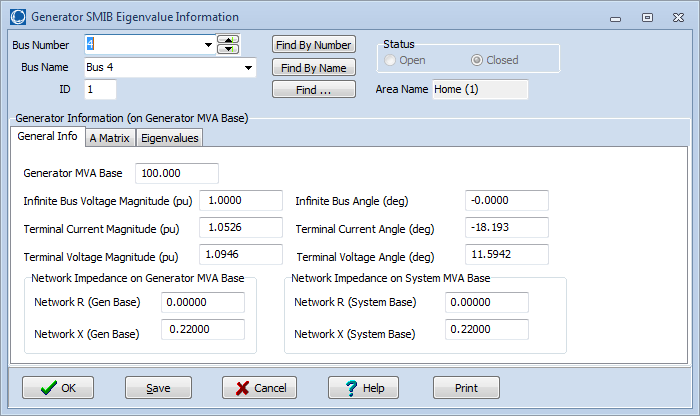 Generator SMIB Eigenvalue Information
Bus Number 4 Find By Number Status
Open Closed
Bus Name Bus 4 Find By Name
ID 1 Find ... Area Name Home (1)
Generator Information (on Generator MVA Base)
General Info A Matrix Eigenvalues
Generator MVA Base 100.000
Infinite Bus Voltage Magnitude (pu) 1.0000 Infinite Bus Angle (deg) -0.0000
Terminal Current Magnitude (pu) 1.0526 Terminal Current Angle (deg) -18.193
Terminal Voltage Magnitude (pu) 1.0946 Terminal Voltage Angle (deg) 11.5942
Network Impedance on Generator MVA Base Network Impedance on System MVA Base
Network R (Gen Base) 0.00000 Network R (System Base) 0.00000
Network X (Gen Base) 0.22000 Network X (System Base) 0.22000
OK Save Cancel Help Print